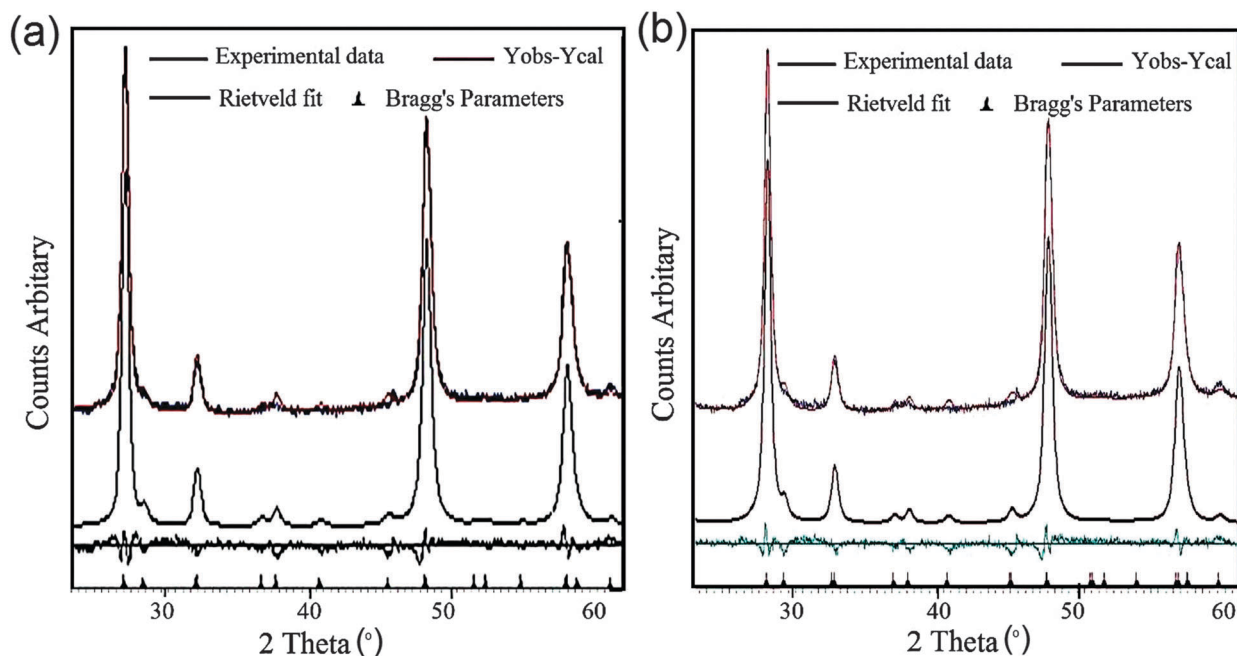 (a)
Experimental data Yobs-Ycal
Rietveld fit Bragg's Parameters
Counts Arbitary
30 40 50 60
2 Theta (°)
(b)
Experimental data Yobs-Ycal
Rietveld fit Bragg's Parameters
Counts Arbitary
30 40 50 60
2 Theta (°)